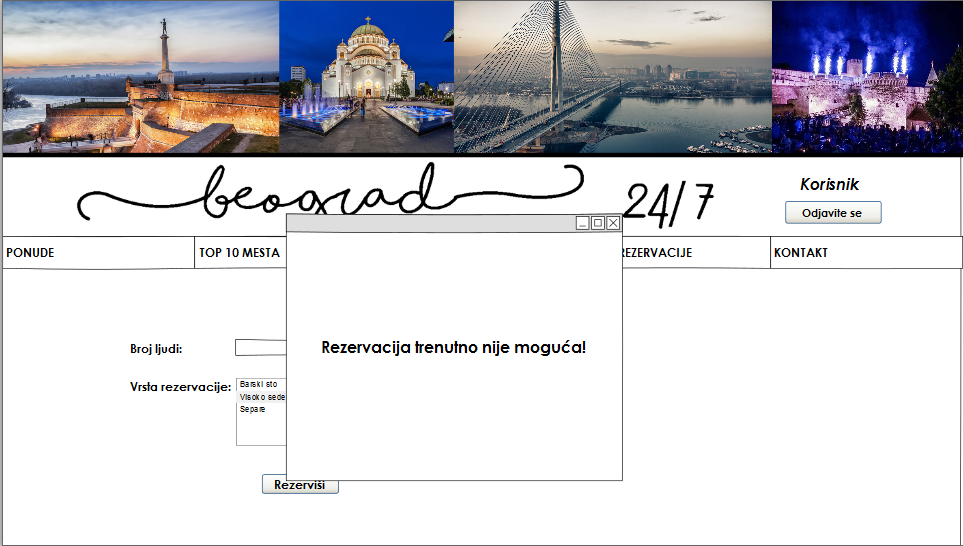 beograd 24/7
Korisnik
Odjavite se
PONUDE TOP 10 MESTA REZERVACIJE KONTAKT
Rezervacija trenutno nije moguća!
Broj ljudi:
Vrsta rezervacije:
Barski sto
Visoko sede
Separe
Rezerviši